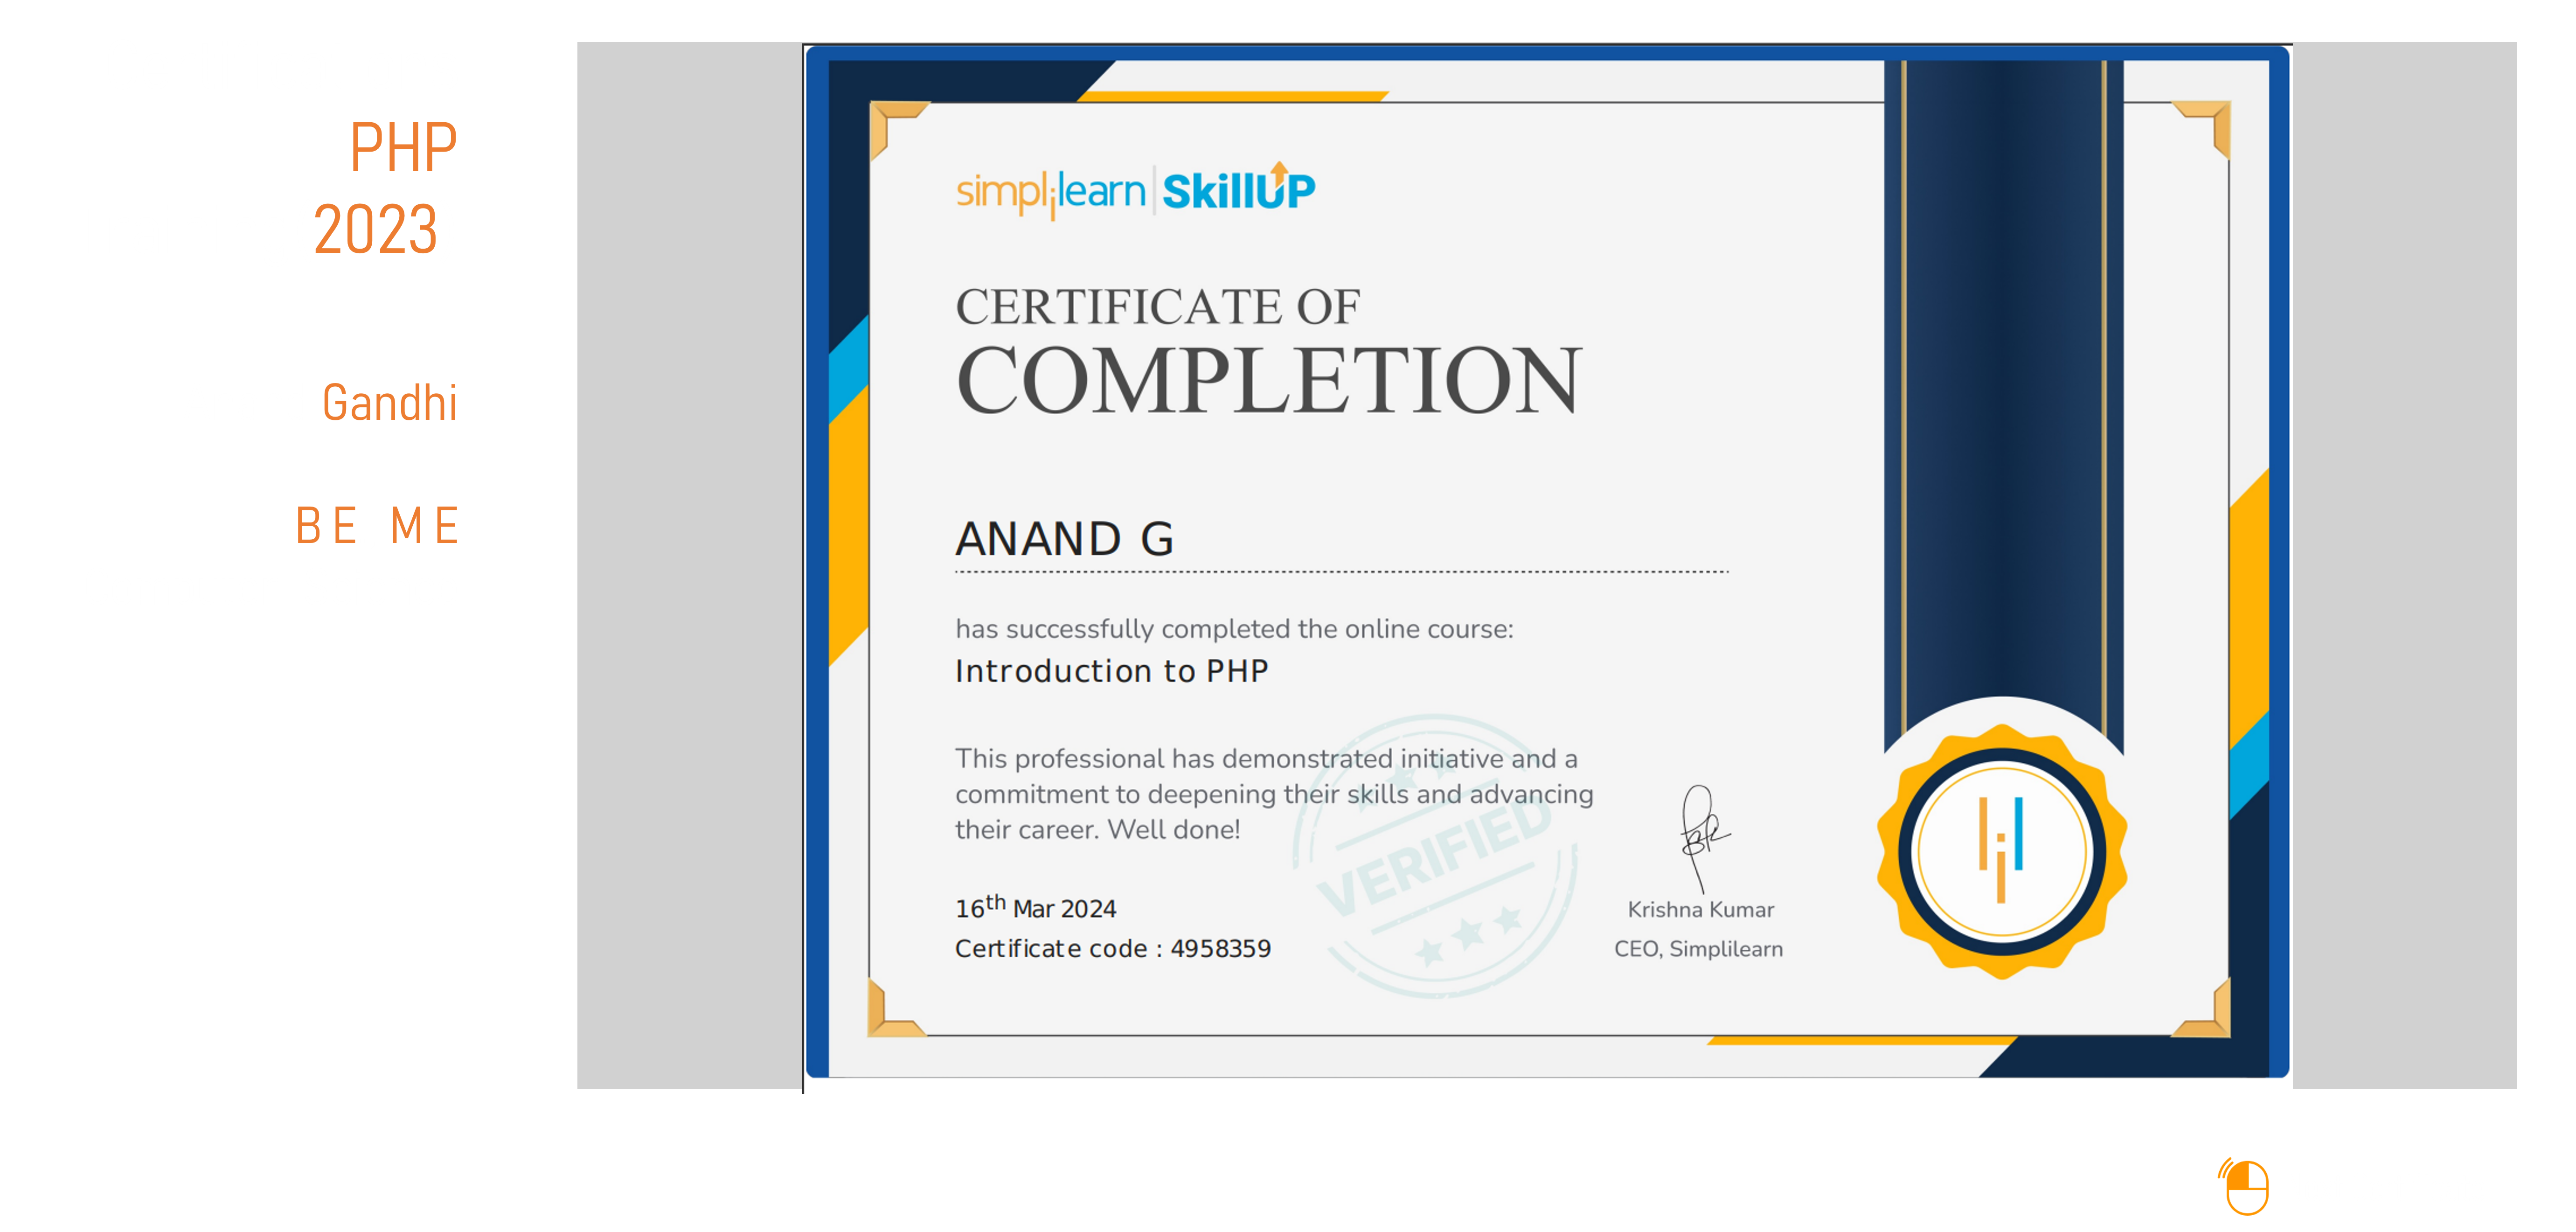 PHP
2023
Gandhi
BE ME
simplilearn | SkillUP
CERTIFICATE OF
COMPLETION
ANAND G
has successfully completed the online course:
Introduction to PHP
This professional has demonstrated initiative and a
commitment to deepening their skills and advancing
their career. Well done!
VERIFIED
16th Mar 2024
Certificate code : 4958359
Krishna Kumar
CEO, Simplilearn